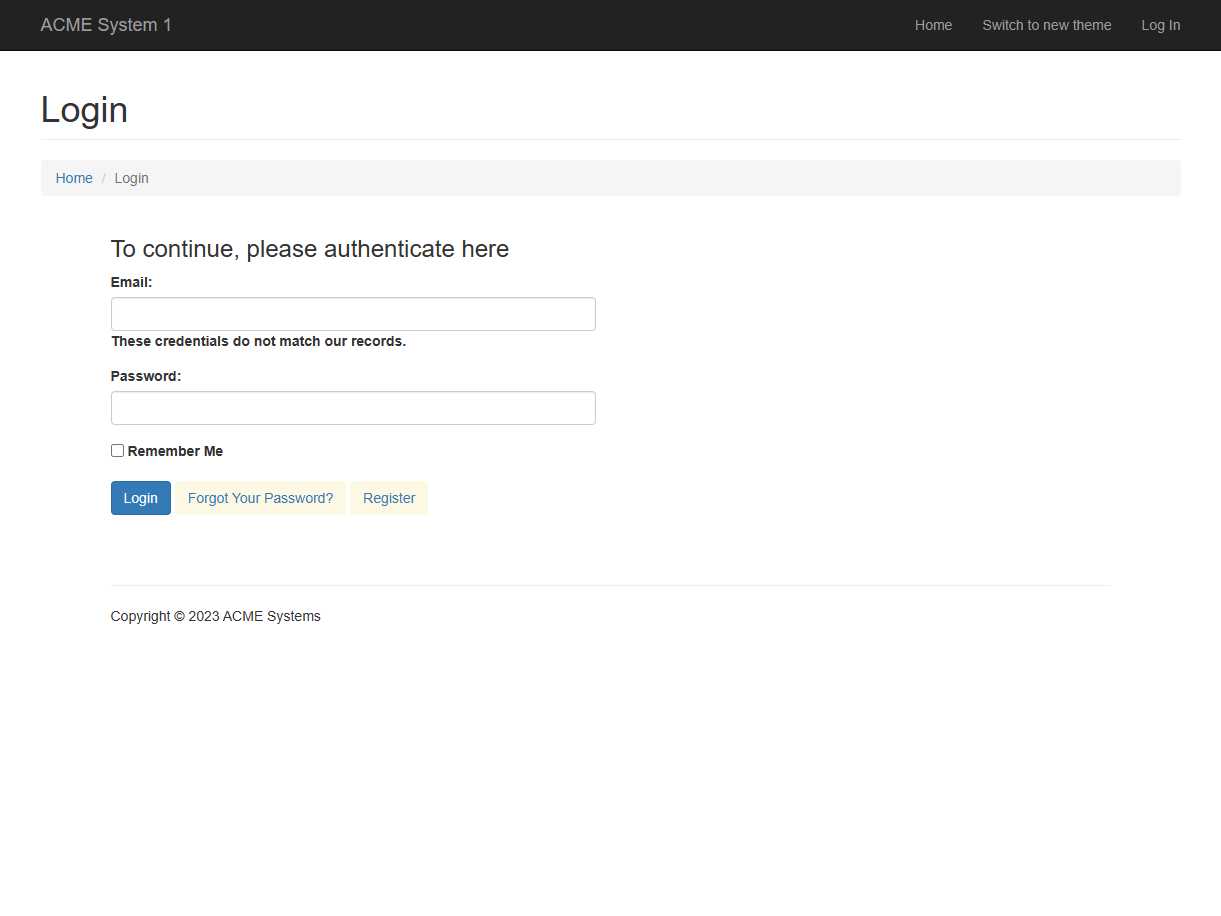 ACME System 1 Home Switch to new theme Log In
Login
Home / Login
To continue, please authenticate here
Email:
These credentials do not match our records.
Password:
Remember Me
Login Forgot Your Password? Register
Copyright © 2023 ACME Systems